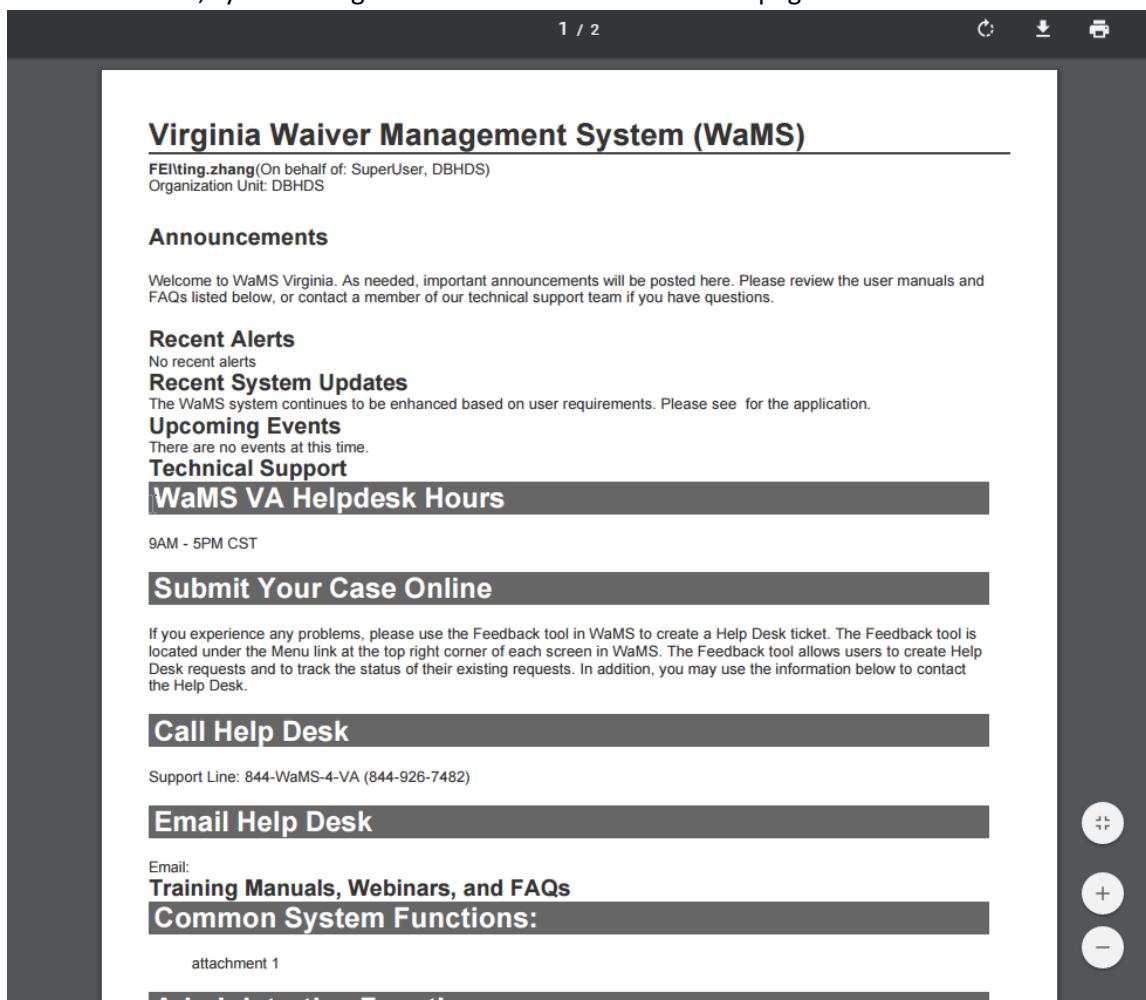 1 / 2
Virginia Waiver Management System (WaMS)
FEI\ting.zhang(On behalf of: SuperUser, DBHDS)
Organization Unit: DBHDS
Announcements
Welcome to WaMS Virginia. As needed, important announcements will be posted here. Please review the user manuals and
FAQs listed below, or contact a member of our technical support team if you have questions.
Recent Alerts
No recent alerts
Recent System Updates
The WaMS system continues to be enhanced based on user requirements. Please see  for the application.
Upcoming Events
There are no events at this time.
Technical Support
WaMS VA Helpdesk Hours
9AM - 5PM CST
Submit Your Case Online
If you experience any problems, please use the Feedback tool in WaMS to create a Help Desk ticket. The Feedback tool is
located under the Menu link at the top right corner of each screen in WaMS. The Feedback tool allows users to create Help
Desk requests and to track the status of their existing requests. In addition, you may use the information below to contact
the Help Desk.
Call Help Desk
Support Line: 844-WaMS-4-VA (844-926-7482)
Email Help Desk
Email:
Training Manuals, Webinars, and FAQs
Common System Functions:
attachment 1